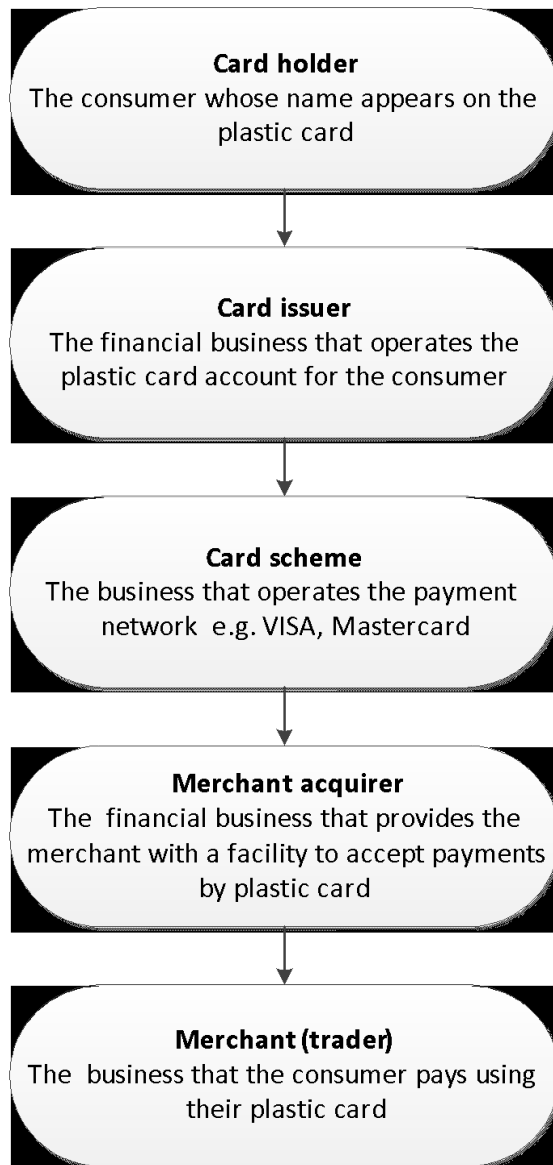 Card holder
The consumer whose name appears on the
plastic card
Card issuer
The financial business that operates the
plastic card account for the consumer
Card scheme
The business that operates the payment
network  e.g. VISA, Mastercard
Merchant acquirer
The  financial business that provides the
merchant with a facility to accept payments
by plastic card
Merchant (trader)
The  business that the consumer pays using
their plastic card